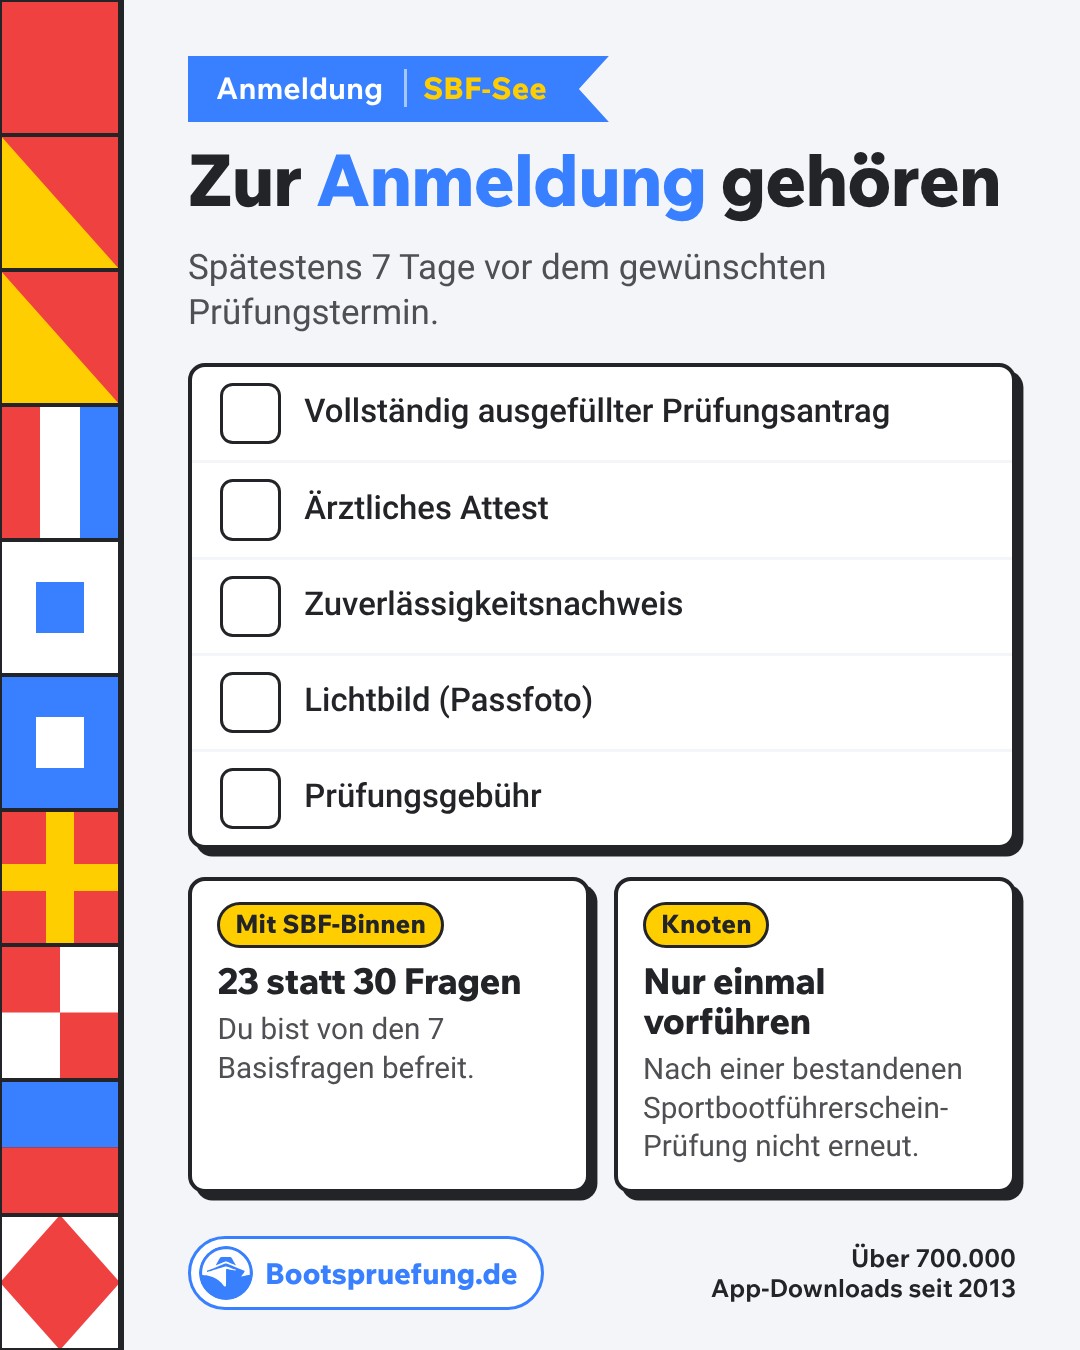 Anmeldung | SBF-See
Zur Anmeldung gehören
Spätestens 7 Tage vor dem gewünschten
Prüfungstermin.
Vollständig ausgefüllter Prüfungsantrag
Ärztliches Attest
Zuverlässigkeitsnachweis
Lichtbild (Passfoto)
Prüfungsgebühr
Mit SBF-Binnen
23 statt 30 Fragen
Du bist von den 7
Basisfragen befreit.
Knoten
Nur einmal
vorführen
Nach einer bestandenen
Sportbootführerschein-
Prüfung nicht erneut.
Bootspruefung.de
Über 700.000
App-Downloads seit 2013